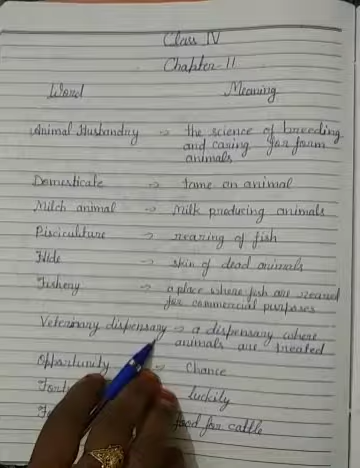 Class IV
Chapter-11
Word Meaning
Animal Husbandry → the science of breeding
and caring for farm
animals
Domesticate → tame an animal
Milch animal → Milk producing animals
Pisciculture → rearing of fish
Hide → skin of dead animals
Fishery → a place where fish are reared
for commercial purposes
Veterinary dispensary → a dispensary where
animals are treated
Opportunity → Chance
luckily
food for cattle